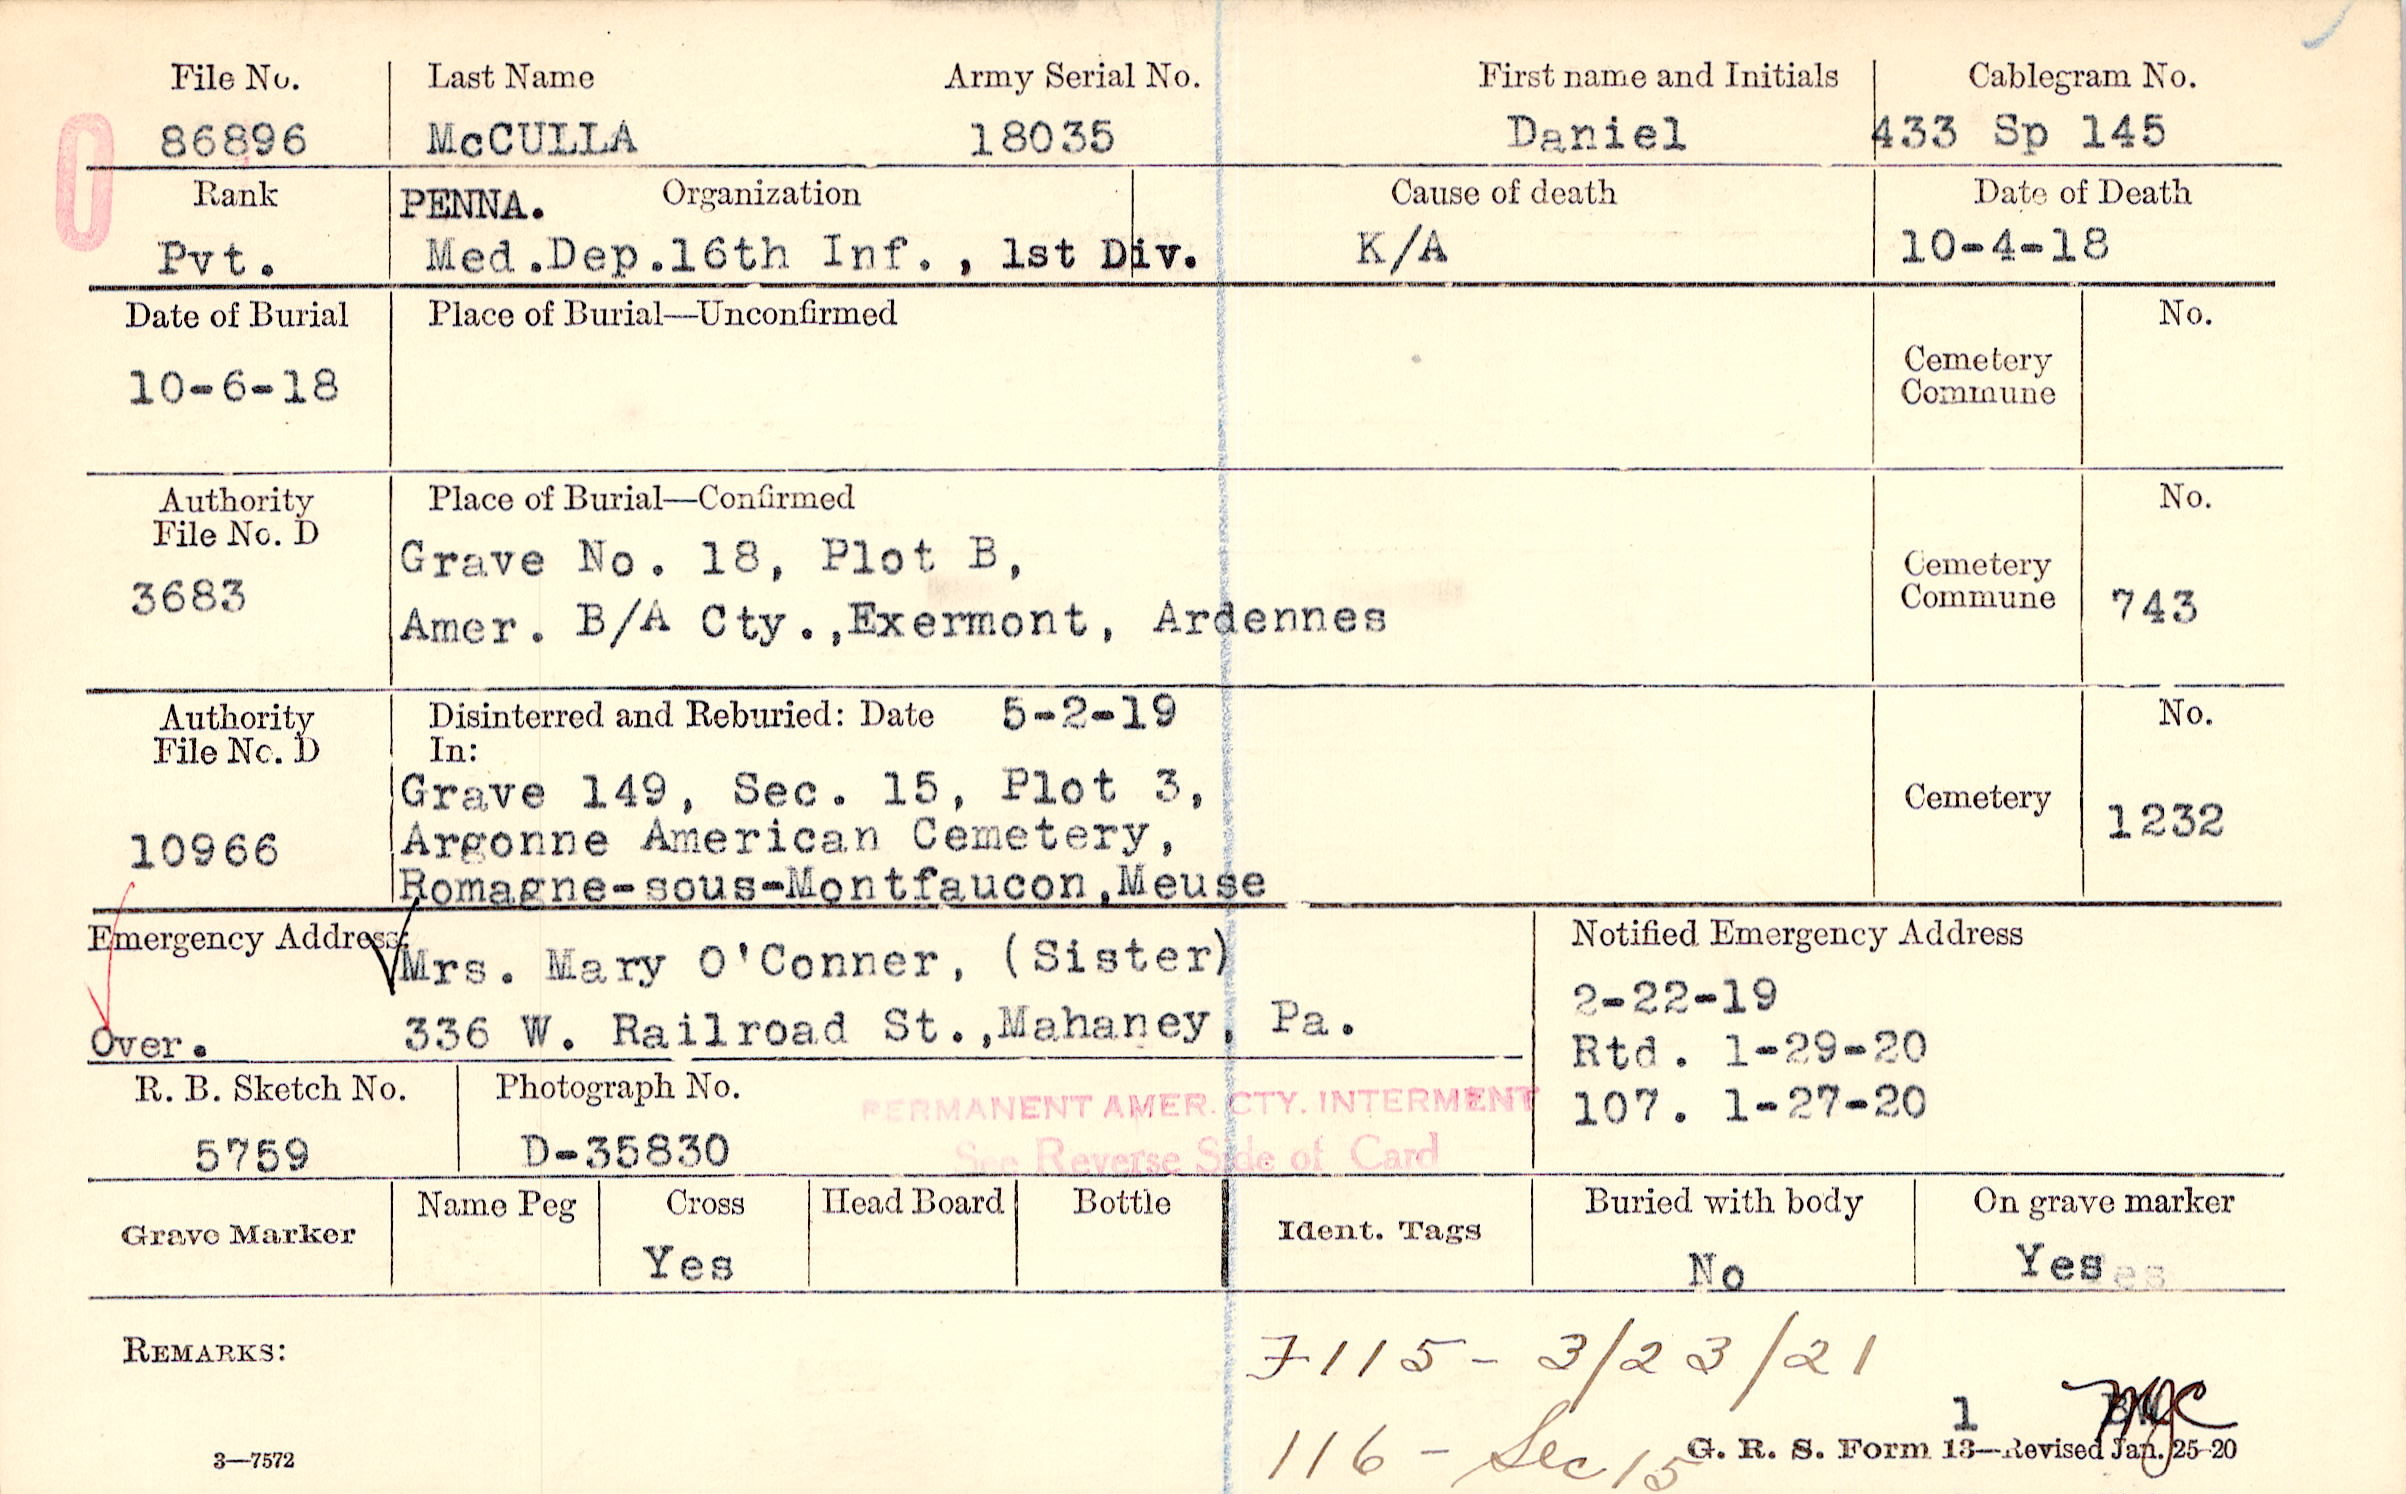 File No. Last Name Army Serial No. First name and Initials Cablegram No.
86896 McCULLA 18035 Daniel 433 Sp 145
Rank PENNA. Organization Cause of death Date of Death
Pvt. Med.Dep.16th Inf., 1st Div. K/A 10-4-18
Date of Burial Place of Burial—Unconfirmed No.
10-6-18 Cemetery
Commune
Authority Place of Burial—Confirmed No.
File No. D
3683
Grave No. 18, Plot B,
Amer. B/A Cty.,Exermont, Ardennes
Cemetery
Commune 743
Authority Disinterred and Reburied: Date 5-2-19 No.
File No. D In:
10966
Grave 149, Sec. 15, Plot 3,
Argonne American Cemetery,
Romagne-sous-Montfaucon,Meuse
Cemetery 1232
Emergency Address: Mrs. Mary O'Conner, (Sister)
Over. 336 W. Railroad St.,Mahaney, Pa.
Notified Emergency Address
2-22-19
Rtd. 1-29-20
107. 1-27-20
R. B. Sketch No. Photograph No.
5759 D-35830
PERMANENT AMER. CTY. INTERMENT
See Reverse Side of Card
Grave Marker Name Peg Cross Head Board Bottle Ident. Tags Buried with body On grave marker
Yes No Yes
REMARKS:
7115 - 3/23/21
116 - Sec 15
1
G. R. S. Form 13—Revised Jan. 25-20
3—7572